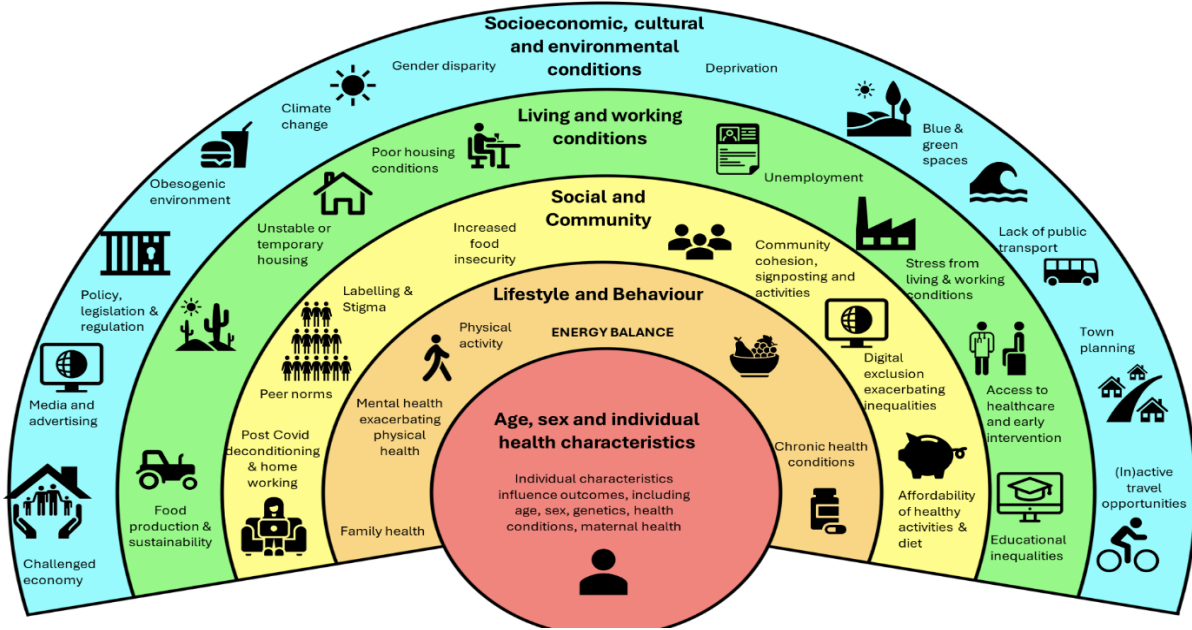 Socioeconomic, cultural
and environmental
conditions
Gender disparity
Deprivation
Climate
change
Blue &
green
spaces
Obesogenic
environment
Lack of public
transport
Policy,
legislation &
regulation
Town
planning
Media and
advertising
(In)active
travel
opportunities
Challenged
economy
Living and working
conditions
Poor housing
conditions
Unemployment
Unstable or
temporary
housing
Stress from
living & working
conditions
Access to
healthcare
and early
intervention
Food
production &
sustainability
Educational
inequalities
Social and
Community
Increased
food
insecurity
Community
cohesion,
signposting and
activities
Labelling &
Stigma
Peer norms
Digital
exclusion
exacerbating
inequalities
Post Covid
deconditioning
& home
working
Affordability
of healthy
activities &
diet
Lifestyle and Behaviour
ENERGY BALANCE
Physical
activity
Mental health
exacerbating
physical
health
Chronic health
conditions
Family health
Age, sex and individual
health characteristics
Individual characteristics
influence outcomes, including
age, sex, genetics, health
conditions, maternal health